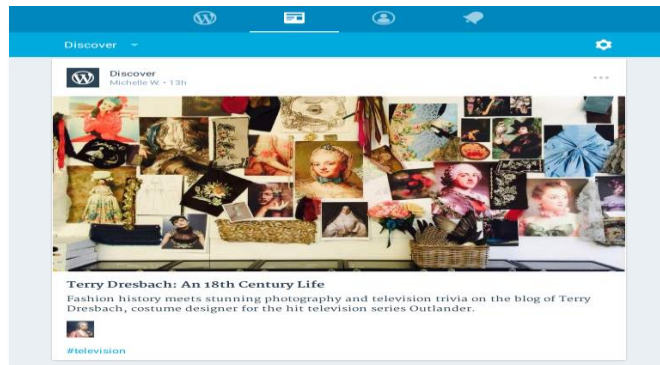 Discover
Discover
Michelle W. • 13h
Terry Dresbach: An 18th Century Life
Fashion history meets stunning photography and television trivia on the blog of Terry
Dresbach, costume designer for the hit television series Outlander.
#television